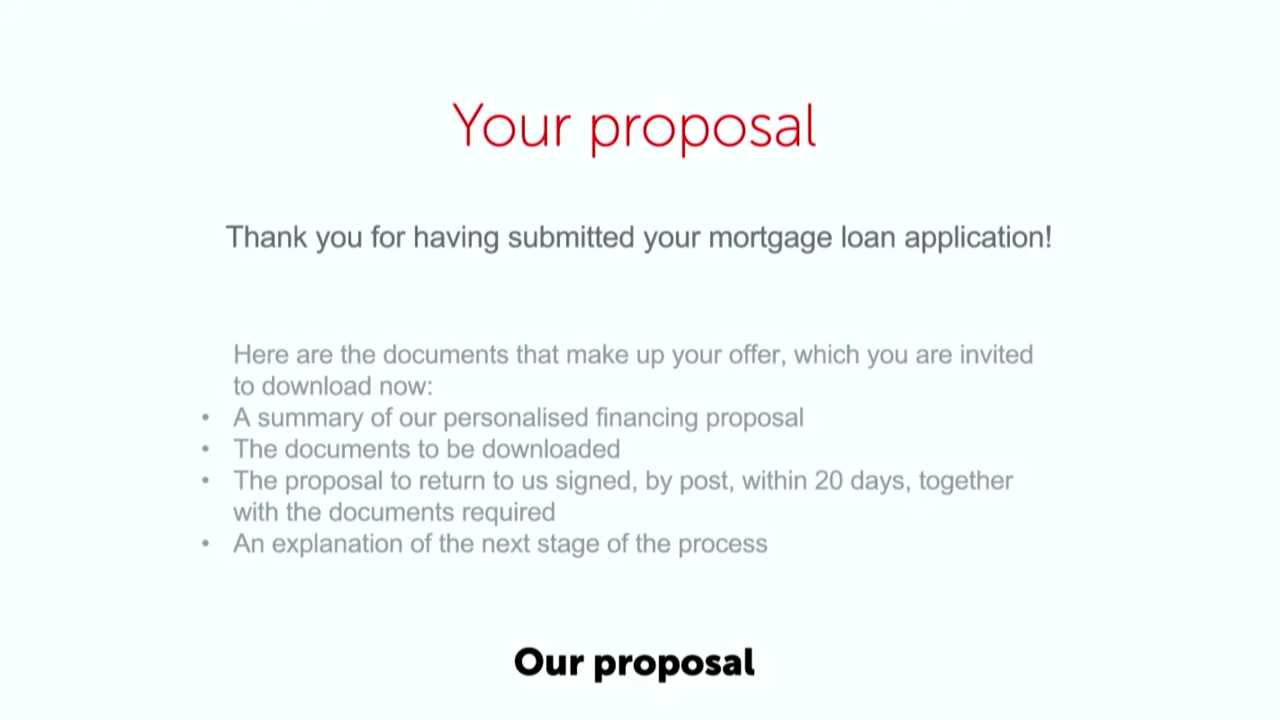 Your proposal
Thank you for having submitted your mortgage loan application!
Here are the documents that make up your offer, which you are invited
to download now:
• A summary of our personalised financing proposal
• The documents to be downloaded
• The proposal to return to us signed, by post, within 20 days, together
with the documents required
• An explanation of the next stage of the process
Our proposal